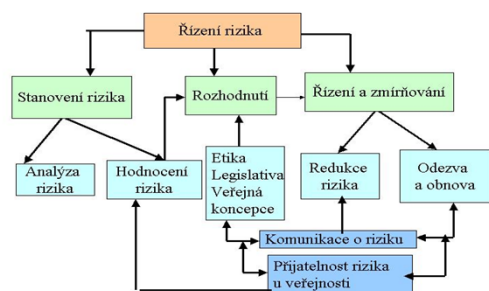 Řízení rizika
Stanovení rizika
Rozhodnutí
Řízení a zmírňování
Analýza
rizika
Hodnocení
rizika
Etika
Legislativa
Veřejná
koncepce
Redukce
rizika
Odezva
a obnova
Komunikace o riziku
Přijatelnost rizika
u veřejnosti